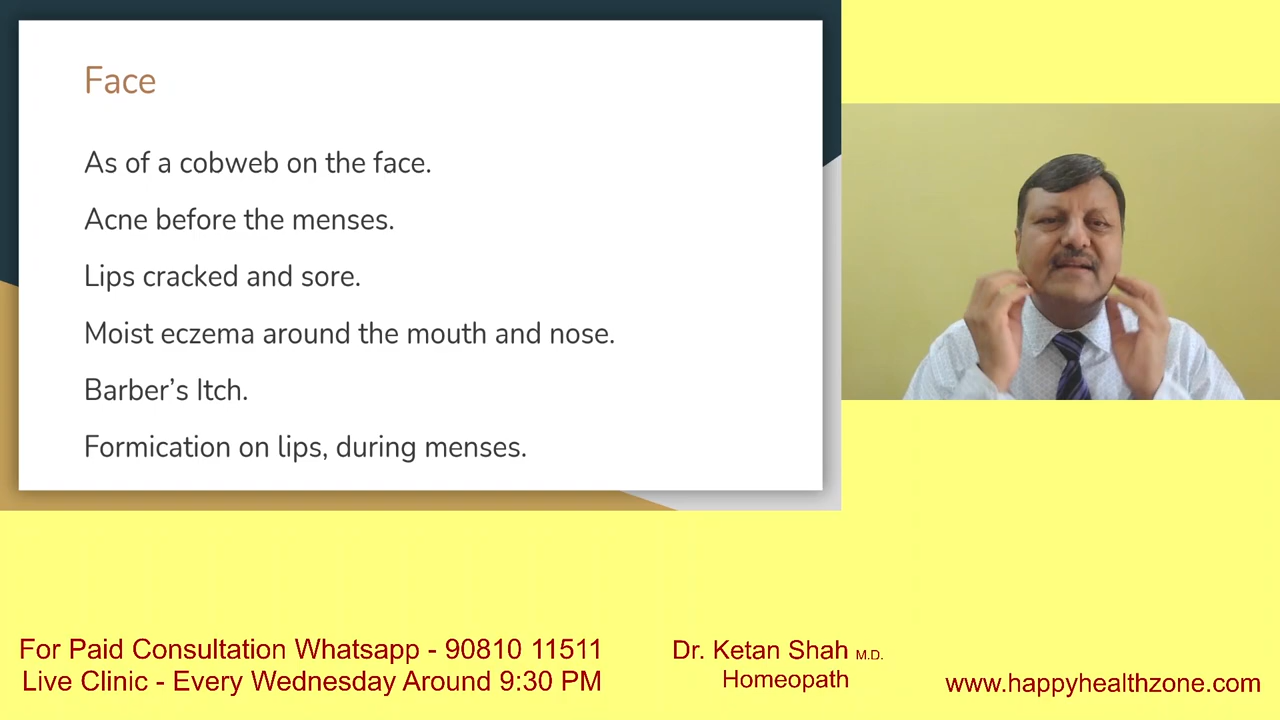 Face
As of a cobweb on the face.
Acne before the menses.
Lips cracked and sore.
Moist eczema around the mouth and nose.
Barber’s Itch.
Formication on lips, during menses.
For Paid Consultation Whatsapp - 90810 11511
Live Clinic - Every Wednesday Around 9:30 PM
Dr. Ketan Shah M.D.
Homeopath
www.happyhealthzone.com